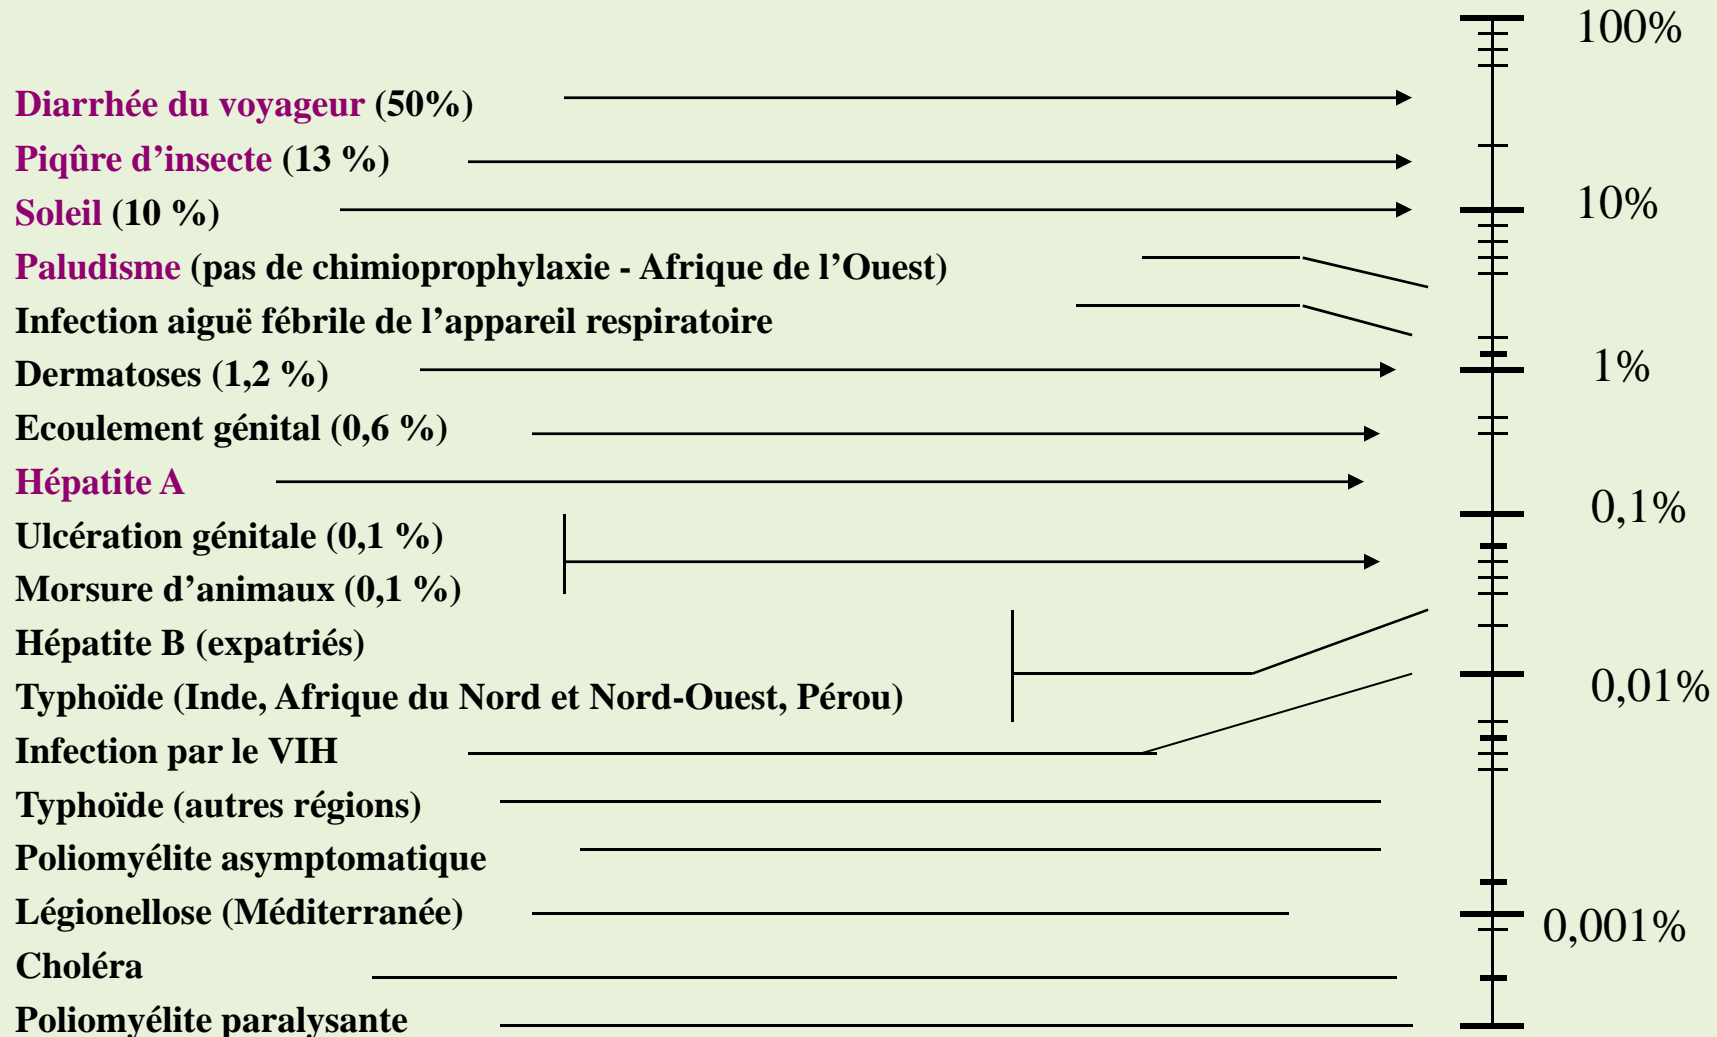 100%
Diarrhée du voyageur (50%)
Piqûre d’insecte (13 %)
Soleil (10 %)
10%
Paludisme (pas de chimioprophylaxie - Afrique de l’Ouest)
Infection aiguë fébrile de l’appareil respiratoire
Dermatoses (1,2 %)
1%
Ecoulement génital (0,6 %)
Hépatite A
0,1%
Ulcération génitale (0,1 %)
Morsure d’animaux (0,1 %)
Hépatite B (expatriés)
Typhoïde (Inde, Afrique du Nord et Nord-Ouest, Pérou)
0,01%
Infection par le VIH
Typhoïde (autres régions)
Poliomyélite asymptomatique
Légionellose (Méditerranée)
0,001%
Choléra
Poliomyélite paralysante